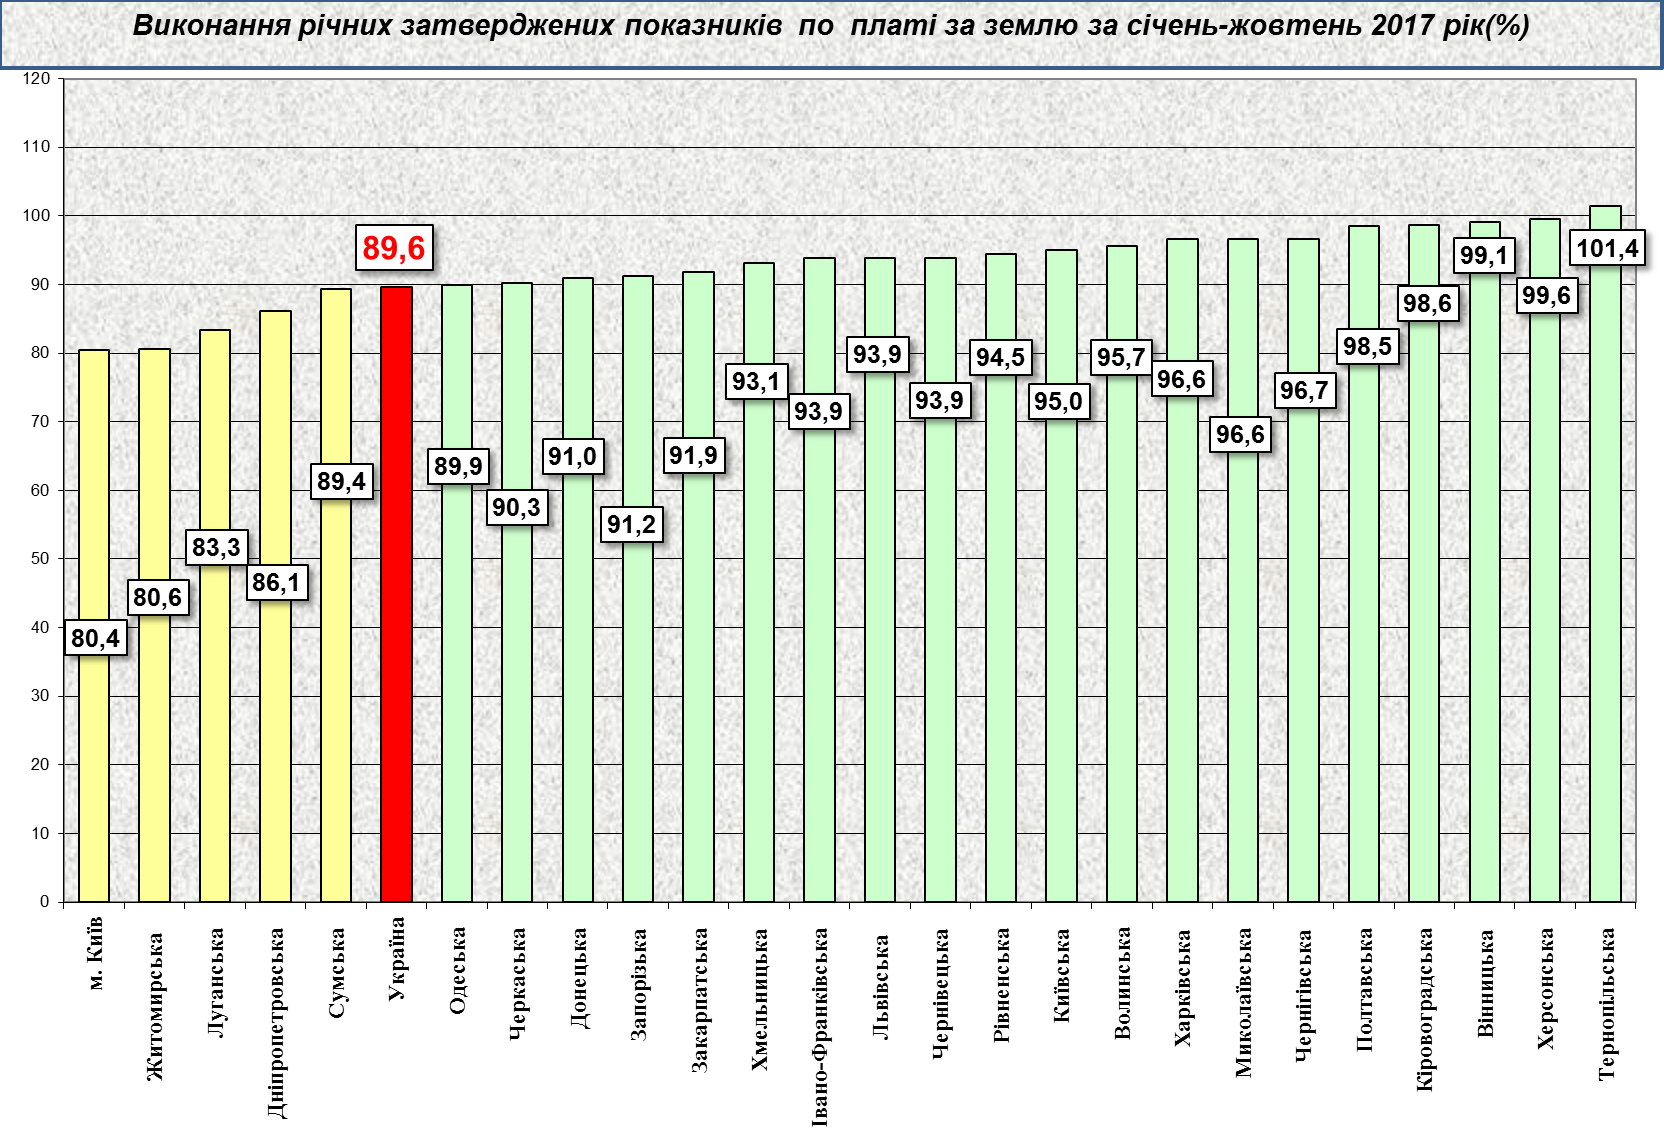 Виконання річних затверджених показників по платі за землю за січень-жовтень 2017 рік(%)
120
110
100
90
80
70
60
50
40
30
20
10
0
80,4
80,6
83,3
86,1
89,4
89,6
89,9
90,3
91,0
91,2
91,9
93,1
93,9
93,9
93,9
94,5
95,0
95,7
96,6
96,6
96,7
98,5
98,6
99,1
99,6
101,4
м. Київ
Житомирська
Луганська
Дніпропетровська
Сумська
Україна
Одеська
Черкаська
Донецька
Запорізька
Закарпатська
Хмельницька
Івано-Франківська
Львівська
Чернівецька
Рівненська
Київська
Волинська
Харківська
Миколаївська
Чернігівська
Полтавська
Кіровоградська
Вінницька
Херсонська
Тернопільська